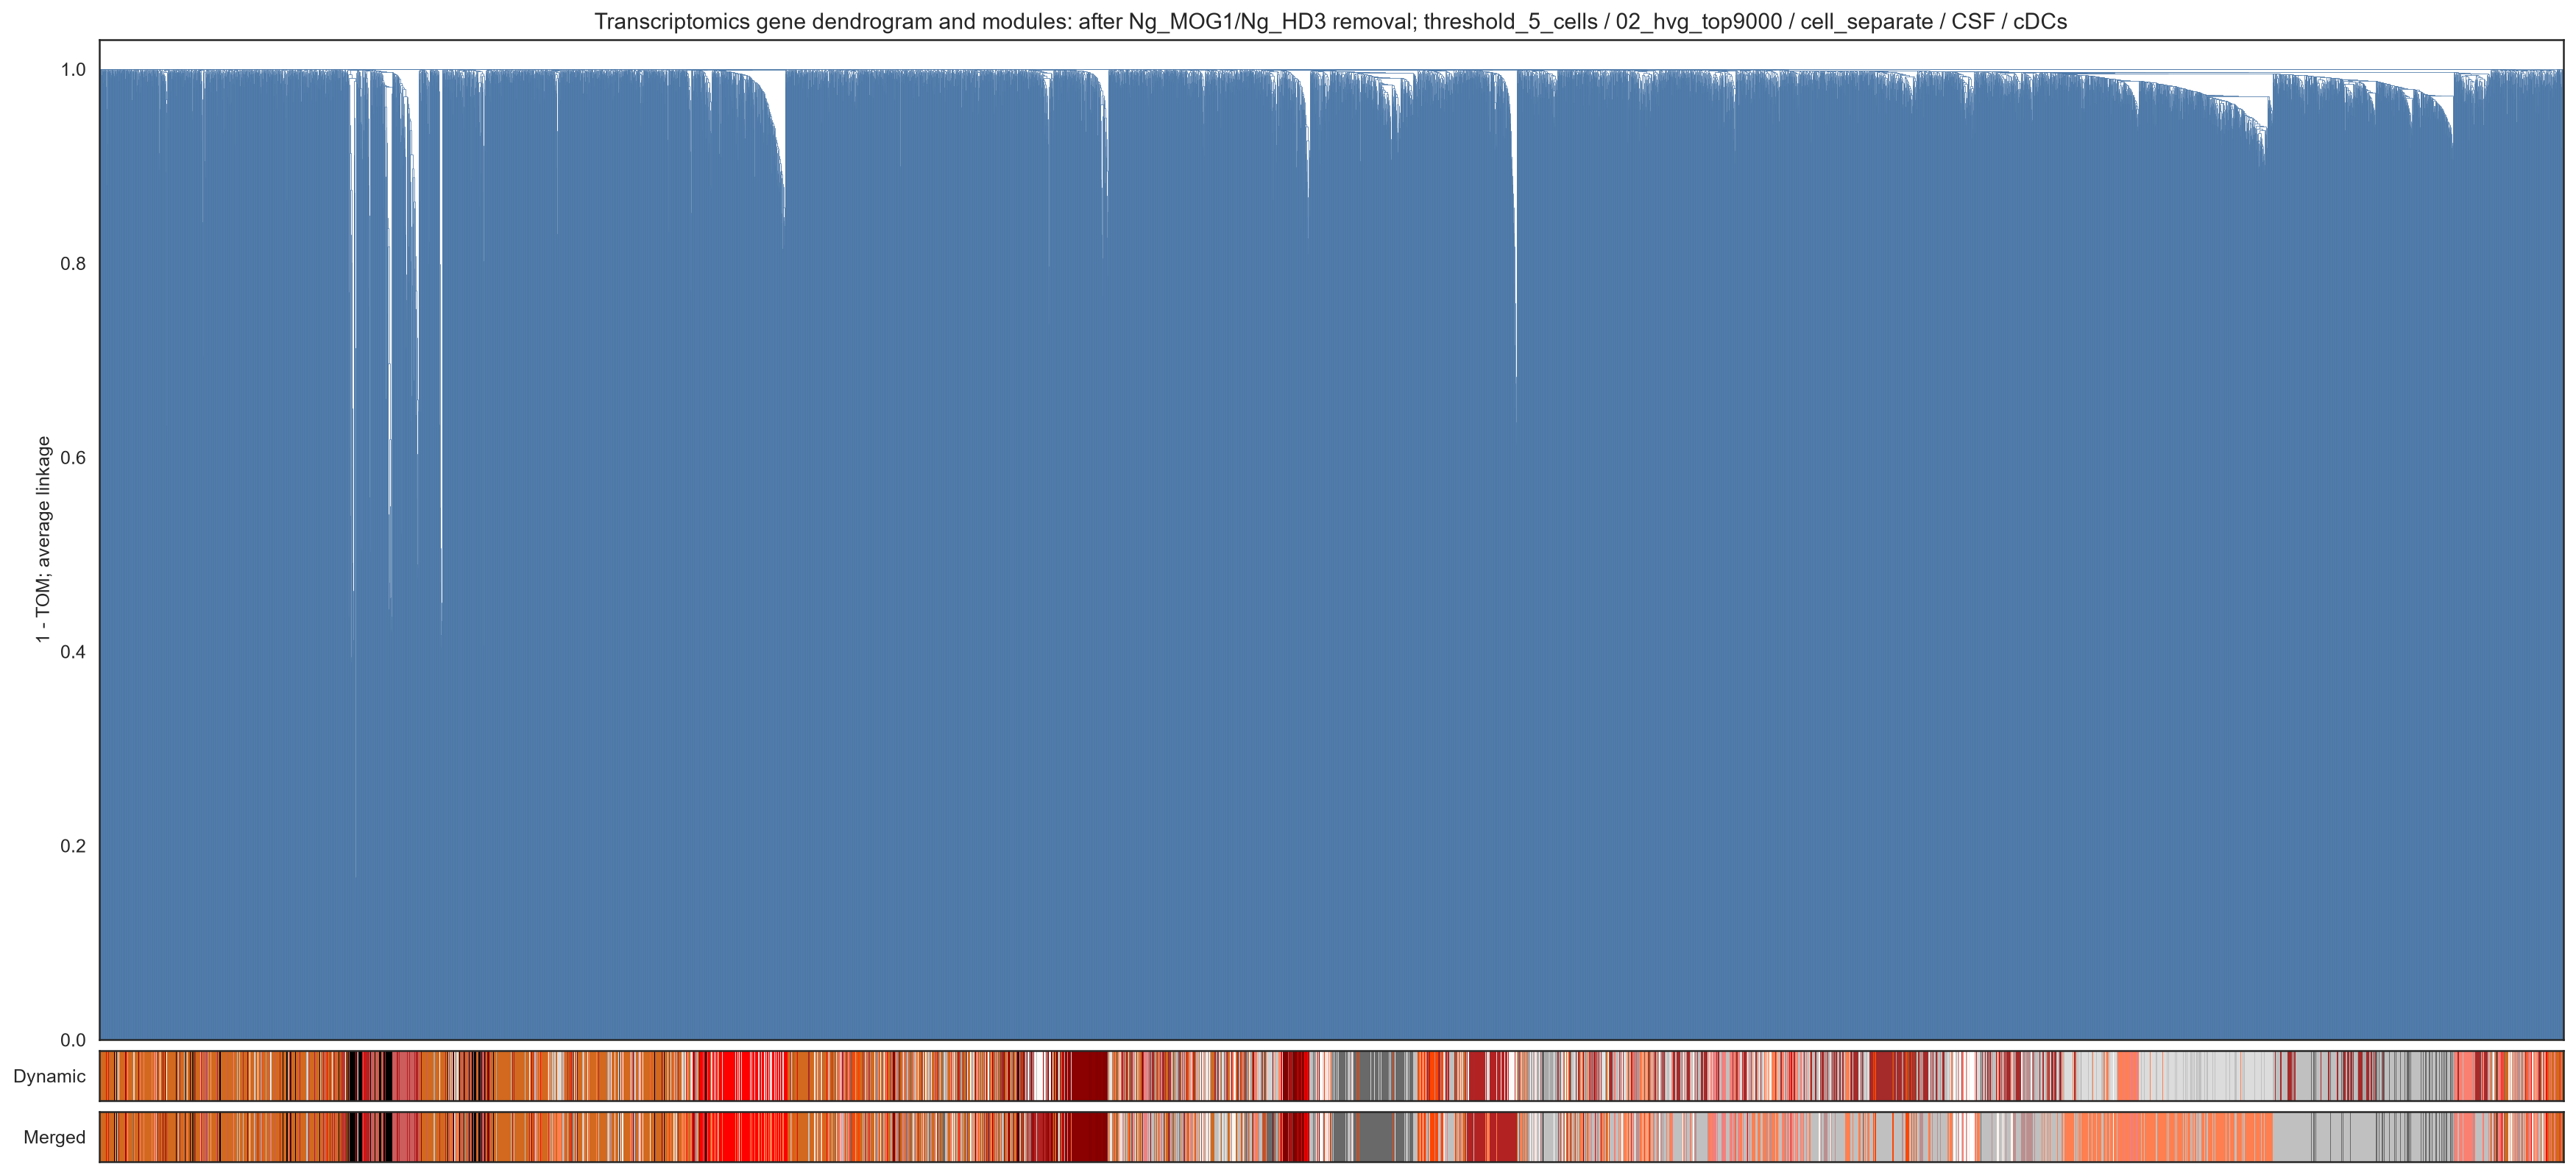 Transcriptomics gene dendrogram and modules: after Ng_MOG1/Ng_HD3 removal; threshold_5_cells / 02_hvg_top9000 / cell_separate / CSF / cDCs
1.0
0.8
0.6
0.4
0.2
0.0
1 - TOM; average linkage
Dynamic
Merged